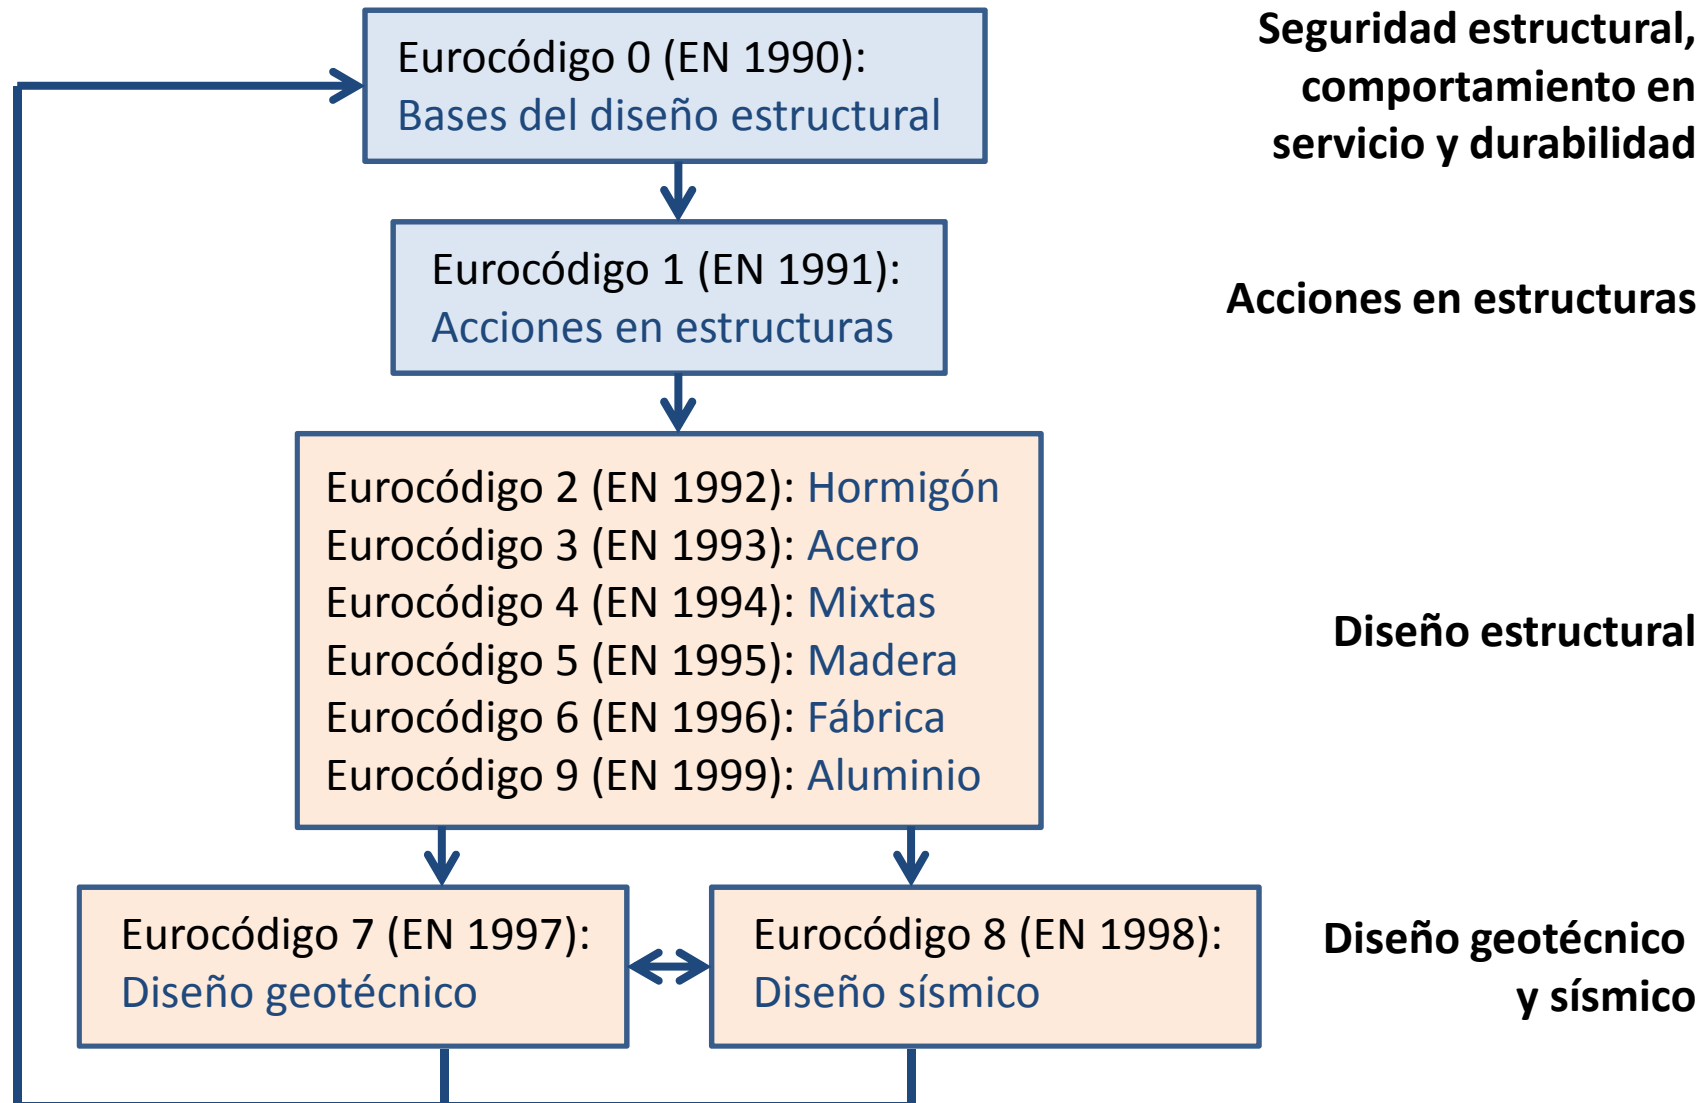 Eurocódigo 0 (EN 1990):
Bases del diseño estructural
Seguridad estructural,
comportamiento en
servicio y durabilidad
Eurocódigo 1 (EN 1991):
Acciones en estructuras
Acciones en estructuras
Eurocódigo 2 (EN 1992): Hormigón
Eurocódigo 3 (EN 1993): Acero
Eurocódigo 4 (EN 1994): Mixtas
Eurocódigo 5 (EN 1995): Madera
Eurocódigo 6 (EN 1996): Fábrica
Eurocódigo 9 (EN 1999): Aluminio
Diseño estructural
Eurocódigo 7 (EN 1997):
Diseño geotécnico
Eurocódigo 8 (EN 1998):
Diseño sísmico
Diseño geotécnico
y sísmico